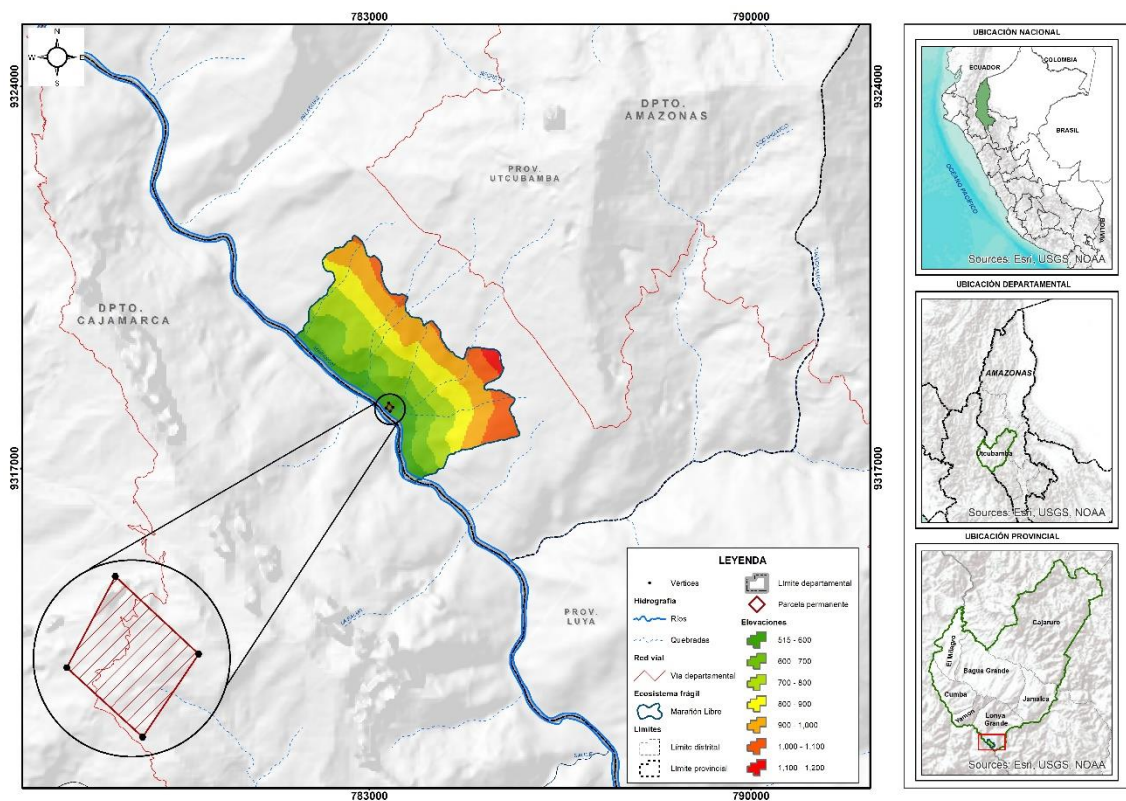 783000
790000
N
W
E
S
9324000
9324000
DPTO.
AMAZONAS
PROV.
UTCUBAMBA
DPTO.
CAJAMARCA
9317000
9317000
PROV.
LUYA
783000
790000
LEYENDA
Vértices
Hidrografía
Ríos
Quebradas
Red vial
Vía departamental
Ecosistema frágil
Marañón Libre
Límites
Límite distrital
Límite provincial
Límite departamental
Parcela permanente
Elevaciones
515 - 600
600 - 700
700 - 800
800 - 900
900 - 1,000
1,000 - 1,100
1,100 - 1,200
UBICACIÓN NACIONAL
ECUADOR
COLOMBIA
BRASIL
OCEANO PACÍFICO
BOLIVIA
Sources: Esri, USGS, NOAA
UBICACIÓN DEPARTAMENTAL
AMAZONAS
Utcubamba
Sources: Esri, USGS, NOAA
UBICACIÓN PROVINCIAL
Cajaruro
El Milagro
Bagua Grande
Cumba
Jamalca
Yamon
Lonya
Grande
Sources: Esri, USGS, NOAA